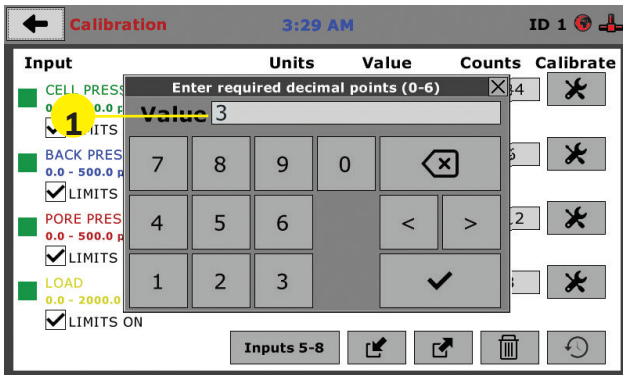 Calibration 3:29 AM ID 1
Input Units Value Counts Calibrate
Enter required decimal points (0-6)
Value 3
1
CELL PRESS
LIMITS
BACK PRES
0.0 - 500.0 p
LIMITS
PORE PRES
0.0 - 500.0 p
LIMITS
LOAD
0.0 - 2000.0
LIMITS ON
7 8 9 0
4 5 6 < >
1 2 3
Inputs 5-8